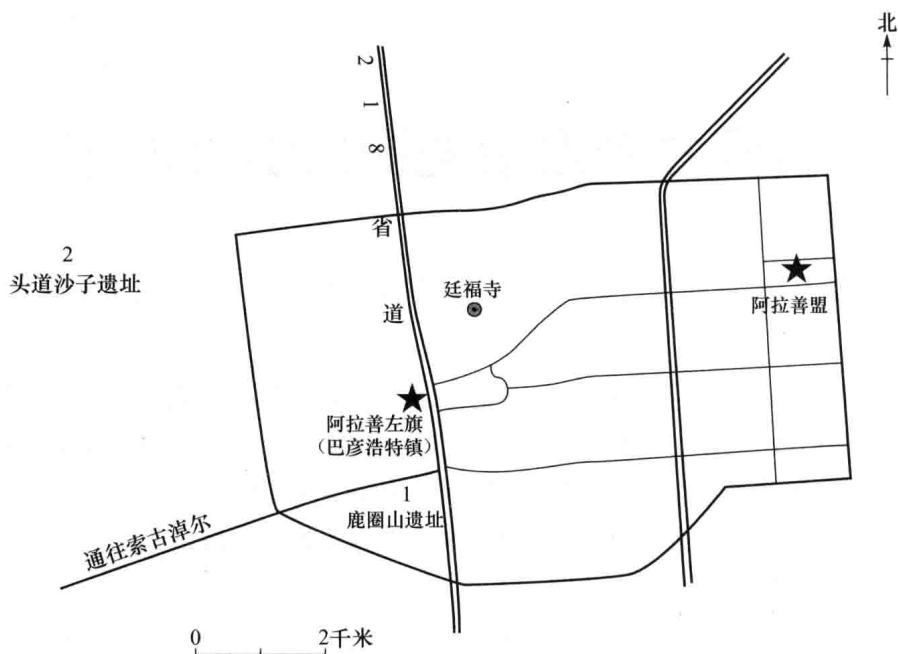 北
218省道
2
头道沙子遗址
廷福寺
阿拉善盟
阿拉善左旗
（巴彦浩特镇）
1
鹿圈山遗址
通往索古淖尔
0 2千米